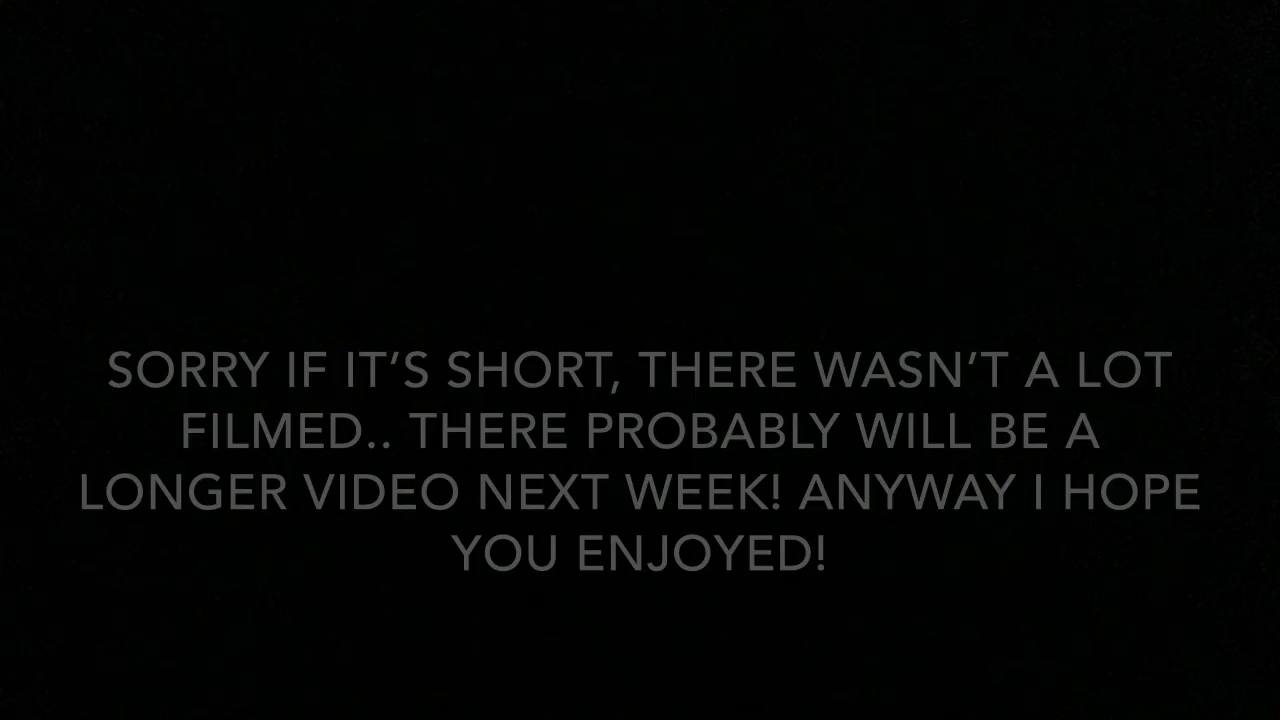 SORRY IF IT’S SHORT, THERE WASN’T A LOT
FILMED.. THERE PROBABLY WILL BE A
LONGER VIDEO NEXT WEEK! ANYWAY I HOPE
YOU ENJOYED!